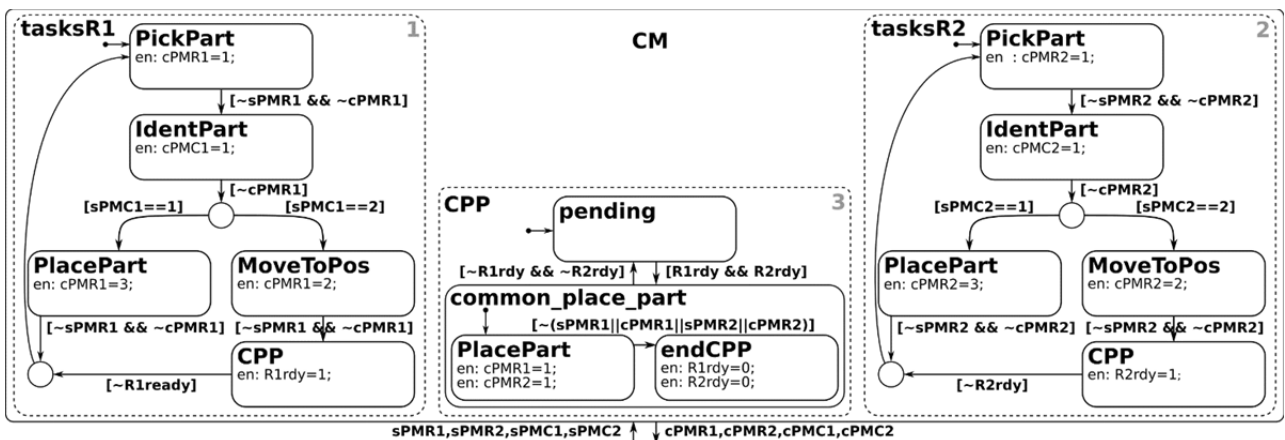 tasksR1
1
PickPart
en: cPMR1=1;
[~sPMR1 && ~cPMR1]
IdentPart
en: cPMC1=1;
[~cPMR1]
[sPMC1==1]
[sPMC1==2]
PlacePart
en: cPMR1=3;
MoveToPos
en: cPMR1=2;
[~sPMR1 && ~cPMR1]
[~sPMR1 && ~cPMR1]
CPP
en: R1rdy=1;
[~R1ready]
CM
CPP
3
pending
[~R1rdy && ~R2rdy]
[R1rdy && R2rdy]
common_place_part
[~(sPMR1||cPMR1||sPMR2||cPMR2)]
PlacePart
en: cPMR1=1;
en: cPMR2=1;
endCPP
en: R1rdy=0;
en: R2rdy=0;
tasksR2
2
PickPart
en : cPMR2=1;
[~sPMR2 && ~cPMR2]
IdentPart
en: cPMC2=1;
[~cPMR2]
[sPMC2==1]
[sPMC2==2]
PlacePart
en: cPMR2=3;
MoveToPos
en: cPMR2=2;
[~sPMR2 && ~cPMR2]
[~sPMR2 && ~cPMR2]
CPP
en: R2rdy=1;
[~R2rdy]
sPMR1,sPMR2,sPMC1,sPMC2
cPMR1,cPMR2,cPMC1,cPMC2